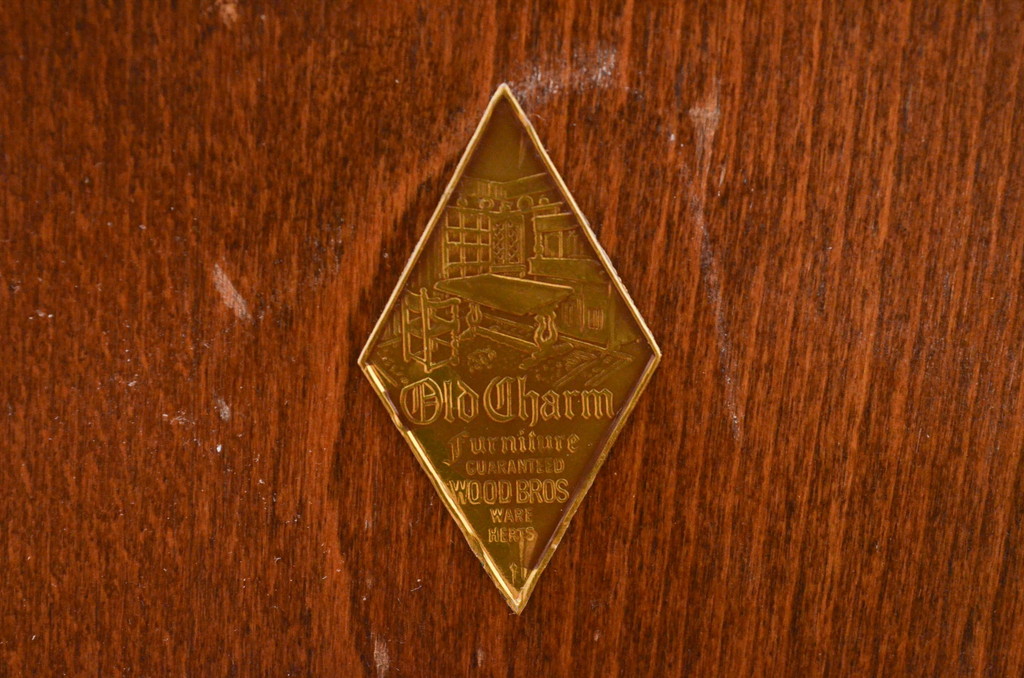 Old Charm
Furniture
GUARANTEED
WOOD BROS
WARE
HERTS